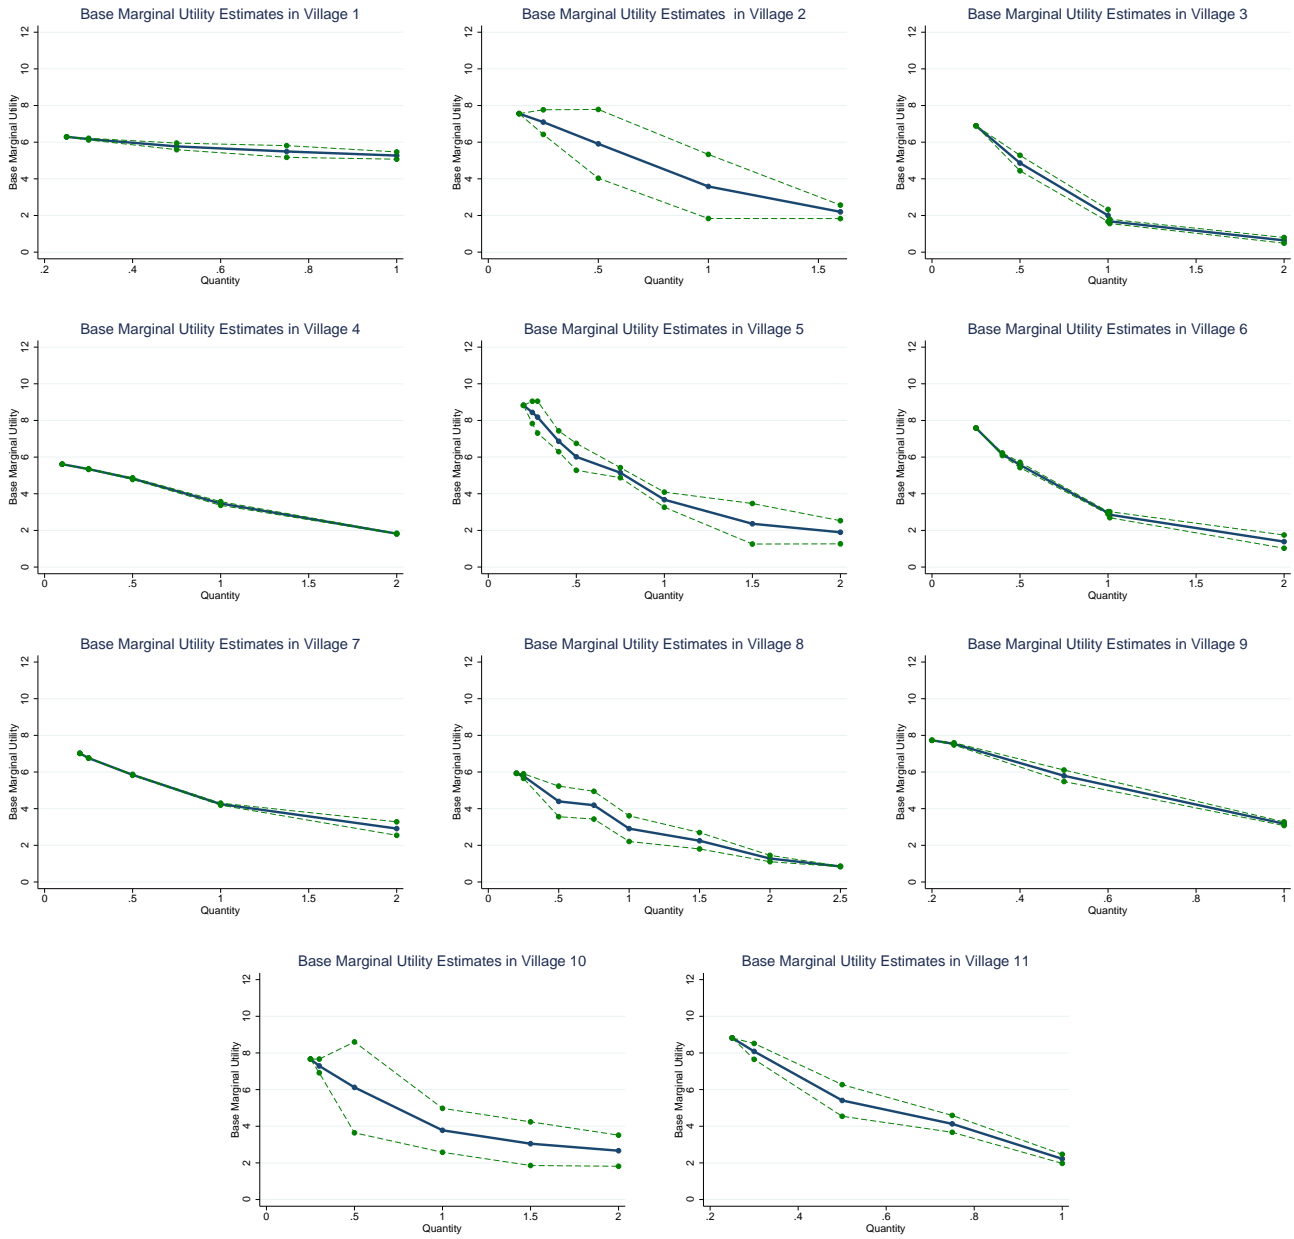 Base Marginal Utility Estimates in Village 1
Base Marginal Utility
0 2 4 6 8 10 12
.2 .4 .6 .8 1
Quantity
Base Marginal Utility Estimates  in Village 2
Base Marginal Utility
0 2 4 6 8 10 12
0 .5 1 1.5
Quantity
Base Marginal Utility Estimates in Village 3
Base Marginal Utility
0 2 4 6 8 10 12
0 .5 1 1.5 2
Quantity
Base Marginal Utility Estimates in Village 4
Base Marginal Utility
0 2 4 6 8 10 12
0 .5 1 1.5 2
Quantity
Base Marginal Utility Estimates in Village 5
Base Marginal Utility
0 2 4 6 8 10 12
0 .5 1 1.5 2
Quantity
Base Marginal Utility Estimates in Village 6
Base Marginal Utility
0 2 4 6 8 10 12
0 .5 1 1.5 2
Quantity
Base Marginal Utility Estimates in Village 7
Base Marginal Utility
0 2 4 6 8 10 12
0 .5 1 1.5 2
Quantity
Base Marginal Utility Estimates in Village 8
Base Marginal Utility
0 2 4 6 8 10 12
0 .5 1 1.5 2 2.5
Quantity
Base Marginal Utility Estimates in Village 9
Base Marginal Utility
0 2 4 6 8 10 12
.2 .4 .6 .8 1
Quantity
Base Marginal Utility Estimates in Village 10
Base Marginal Utility
0 2 4 6 8 10 12
0 .5 1 1.5 2
Quantity
Base Marginal Utility Estimates in Village 11
Base Marginal Utility
0 2 4 6 8 10 12
.2 .4 .6 .8 1
Quantity